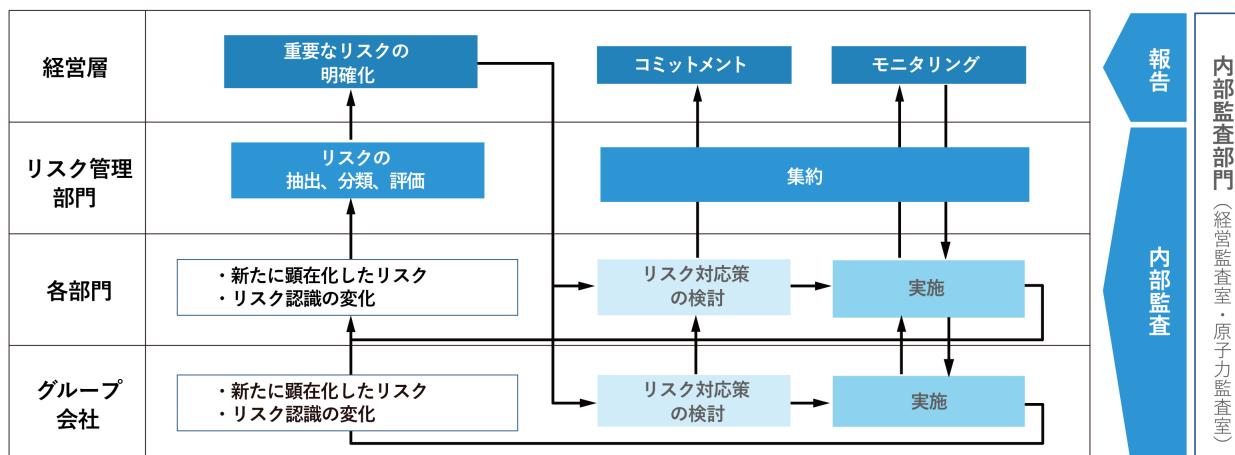 経営層
重要なリスクの
明確化
コミットメント
モニタリング
リスク管理
部門
リスクの
抽出、分類、評価
集約
各部門
・新たに顕在化したリスク
・リスク認識の変化
リスク対応策
の検討
実施
グループ
会社
・新たに顕在化したリスク
・リスク認識の変化
リスク対応策
の検討
実施
報告
内部監査
内部監査部門（経営監査室・原子力監査室）